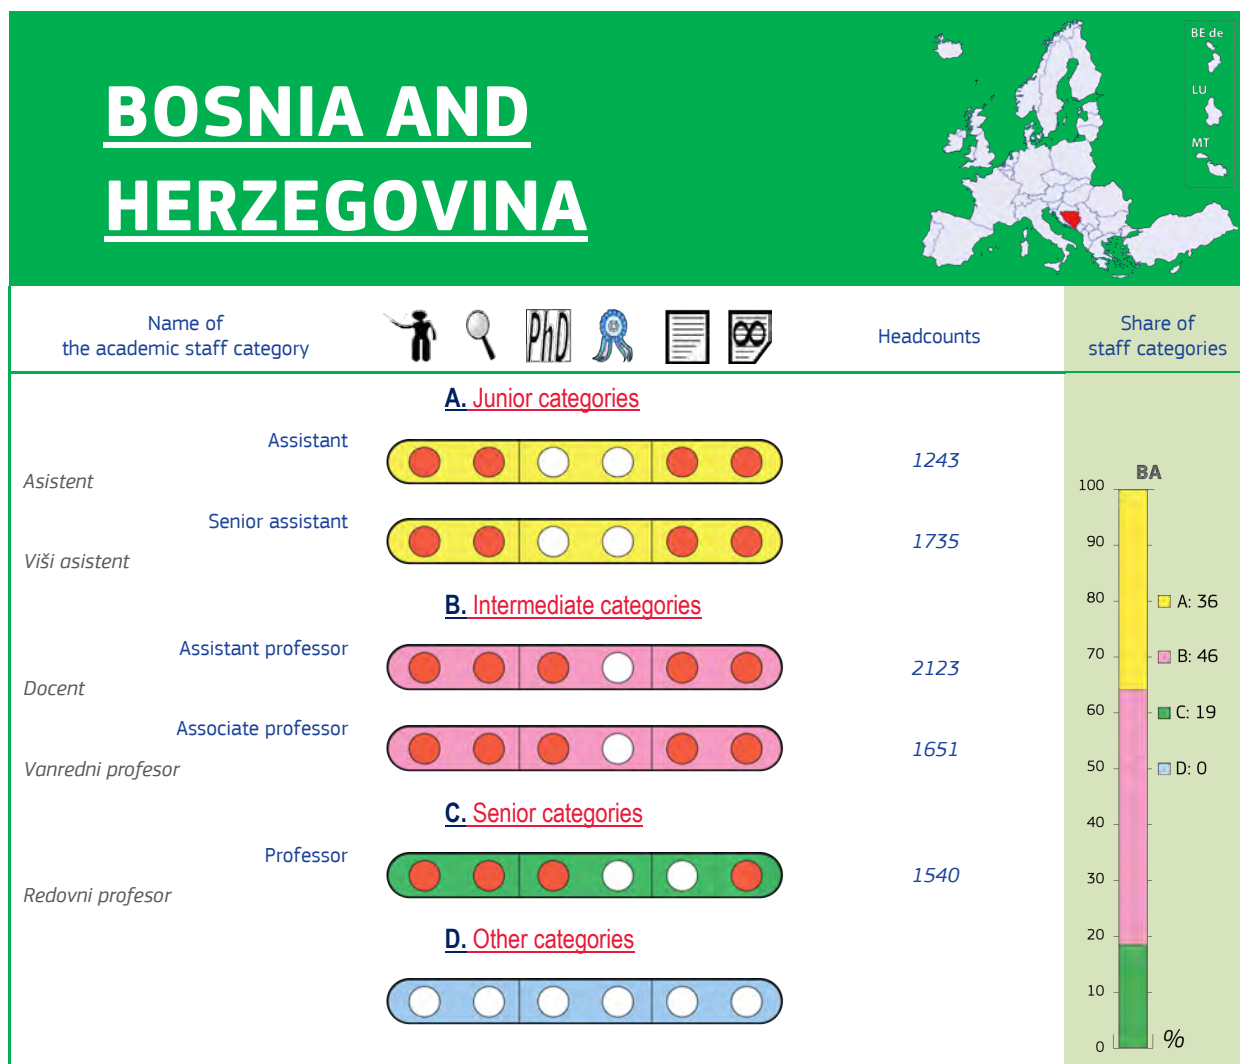 BOSNIA AND
HERZEGOVINA
BE de
LU
MT
Name of
the academic staff category
PhD
Headcounts
Share of
staff categories
A. Junior categories
Assistant
Asistent
1243
Senior assistant
Viši asistent
1735
B. Intermediate categories
Assistant professor
Docent
2123
Associate professor
Vanredni profesor
1651
C. Senior categories
Professor
Redovni profesor
1540
D. Other categories
BA
100
90
80
70
60
50
40
30
20
10
0
%
A: 36
B: 46
C: 19
D: 0